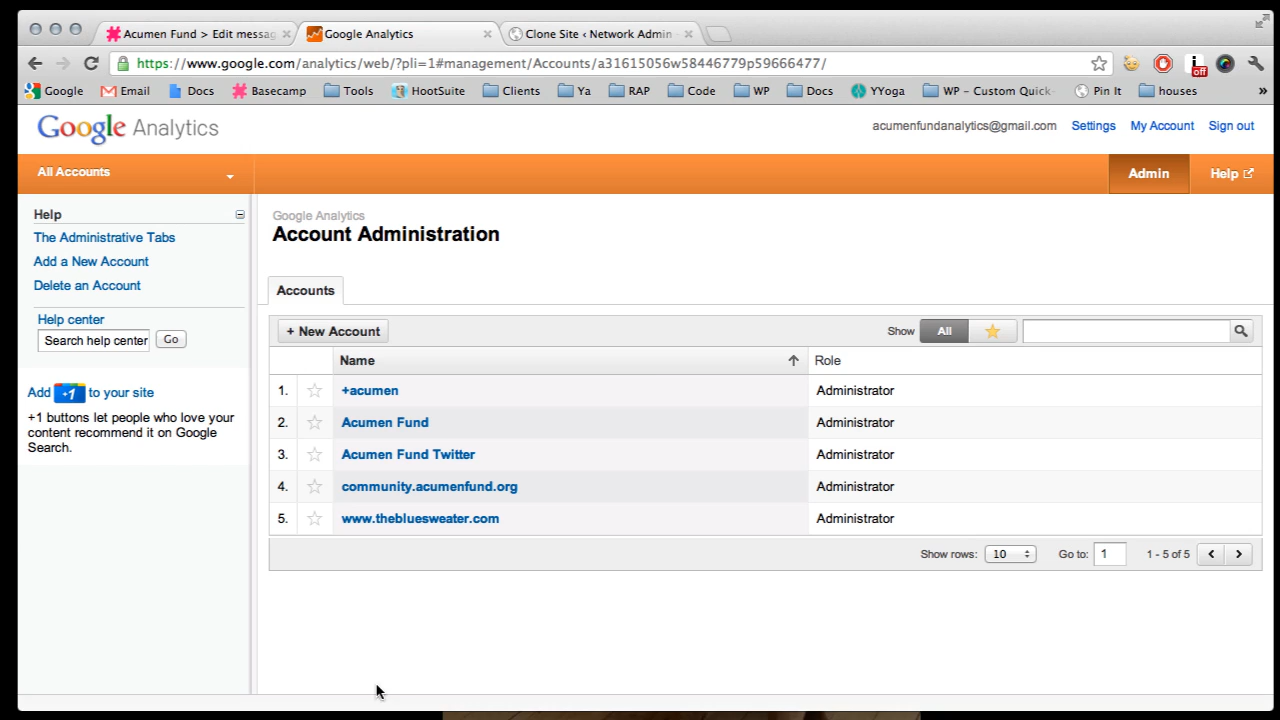 Acumen Fund > Edit messag
Google Analytics
Clone Site ‹ Network Admin
https://www.google.com/analytics/web/?pli=1#management/Accounts/a31615056w58446779p59666477/
off
Google Email Docs Basecamp Tools HootSuite Clients Ya RAP Code WP Docs YYoga WP - Custom Quick- Pin It houses »
Google Analytics
acumenfundanalytics@gmail.com Settings My Account Sign out
All Accounts
Admin Help
Help
The Administrative Tabs
Add a New Account
Delete an Account
Help center
Search help center Go
Add +1 to your site
+1 buttons let people who love your
content recommend it on Google
Search.
Google Analytics
Account Administration
Accounts
+ New Account Show All
Name Role
1. +acumen Administrator
2. Acumen Fund Administrator
3. Acumen Fund Twitter Administrator
4. community.acumenfund.org Administrator
5. www.thebluesweater.com Administrator
Show rows: 10 Go to: 1 1 - 5 of 5